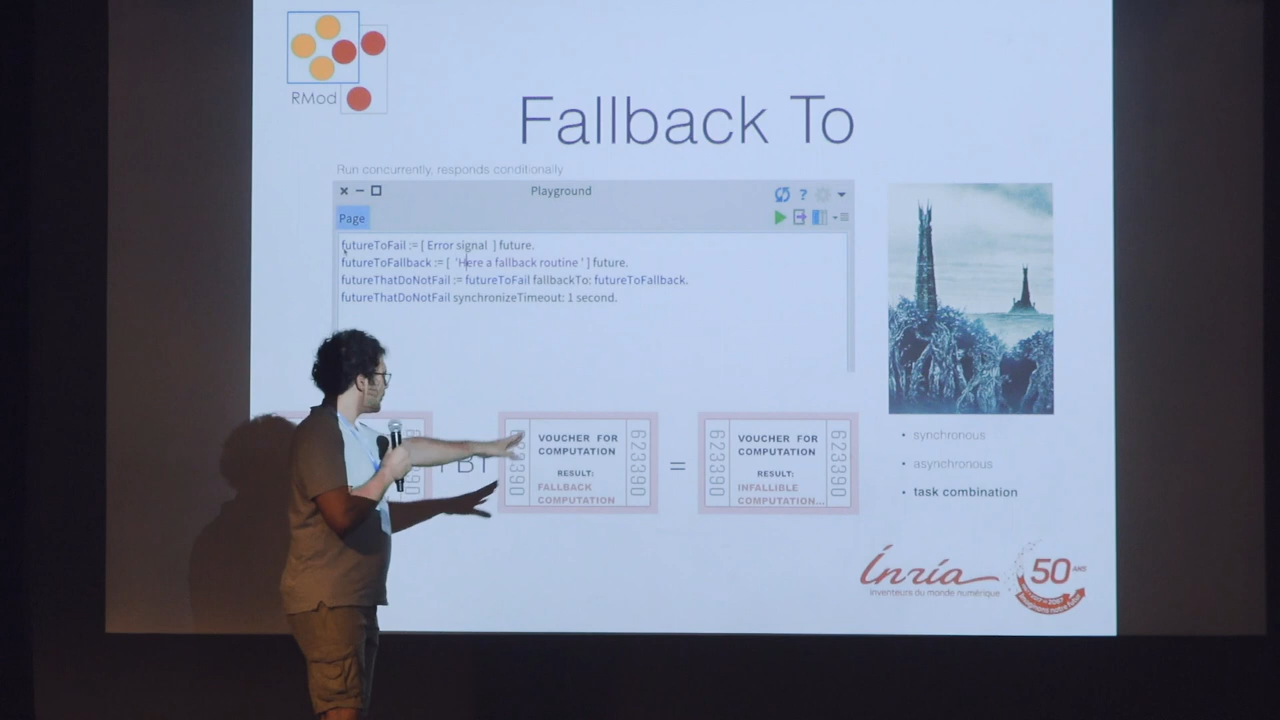 RMod
Fallback To
Run concurrently, responds conditionally
Playground
?
Page
futureToFail := [ Error signal ] future.
futureToFallback := [ 'Here a fallback routine ' ] future.
futureThatDoNotFail := futureToFail fallbackTo: futureToFallback.
futureThatDoNotFail synchronizeTimeout: 1 second.
FBT
623390
VOUCHER FOR
COMPUTATION
RESULT:
FALLBACK
COMPUTATION
623390
=
623390
VOUCHER FOR
COMPUTATION
RESULT:
INFALLIBLE
COMPUTATION...
623390
• synchronous
• asynchronous
• task combination
Inria
inventeurs du monde numérique
50 ANS